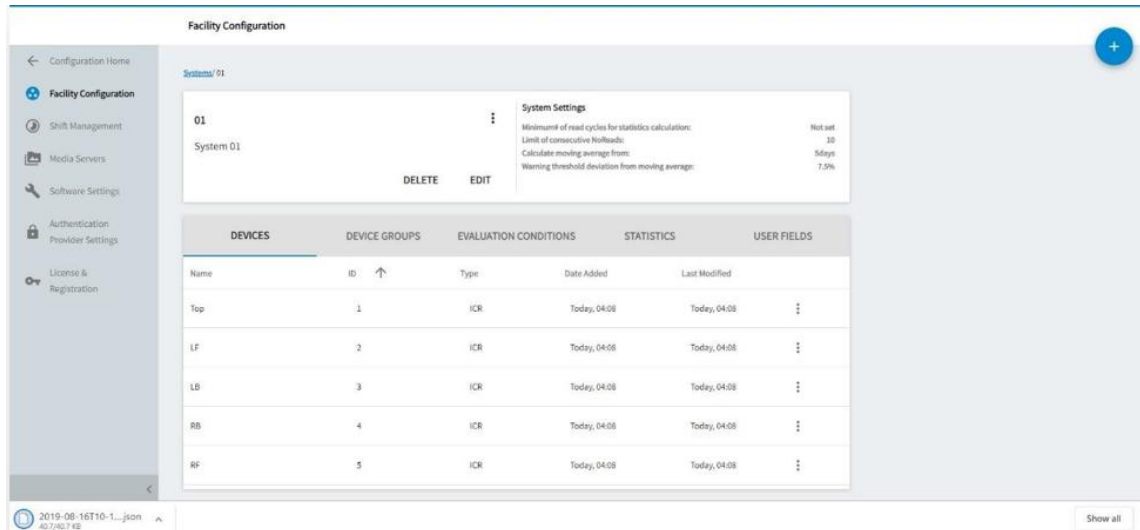 Facility Configuration
+
Configuration Home
Systems/ 01
Facility Configuration
Shift Management
Media Servers
Software Settings
Authentication
Provider Settings
License &
Registration
01
System 01
DELETE EDIT
System Settings
Minimum# of read cycles for statistics calculation: Not set
Limit of consecutive NoReads: 10
Calculate moving average from: 5days
Warning threshold deviation from moving average: 7.5%
DEVICES DEVICE GROUPS EVALUATION CONDITIONS STATISTICS USER FIELDS
Name ID Type Date Added Last Modified
Top 1 ICR Today, 04:08 Today, 04:08
LF 2 ICR Today, 04:08 Today, 04:08
LB 3 ICR Today, 04:08 Today, 04:08
RB 4 ICR Today, 04:08 Today, 04:08
RF 5 ICR Today, 04:08 Today, 04:08
2019-08-16T10-1....json
40.7/40.7 KB
Show all